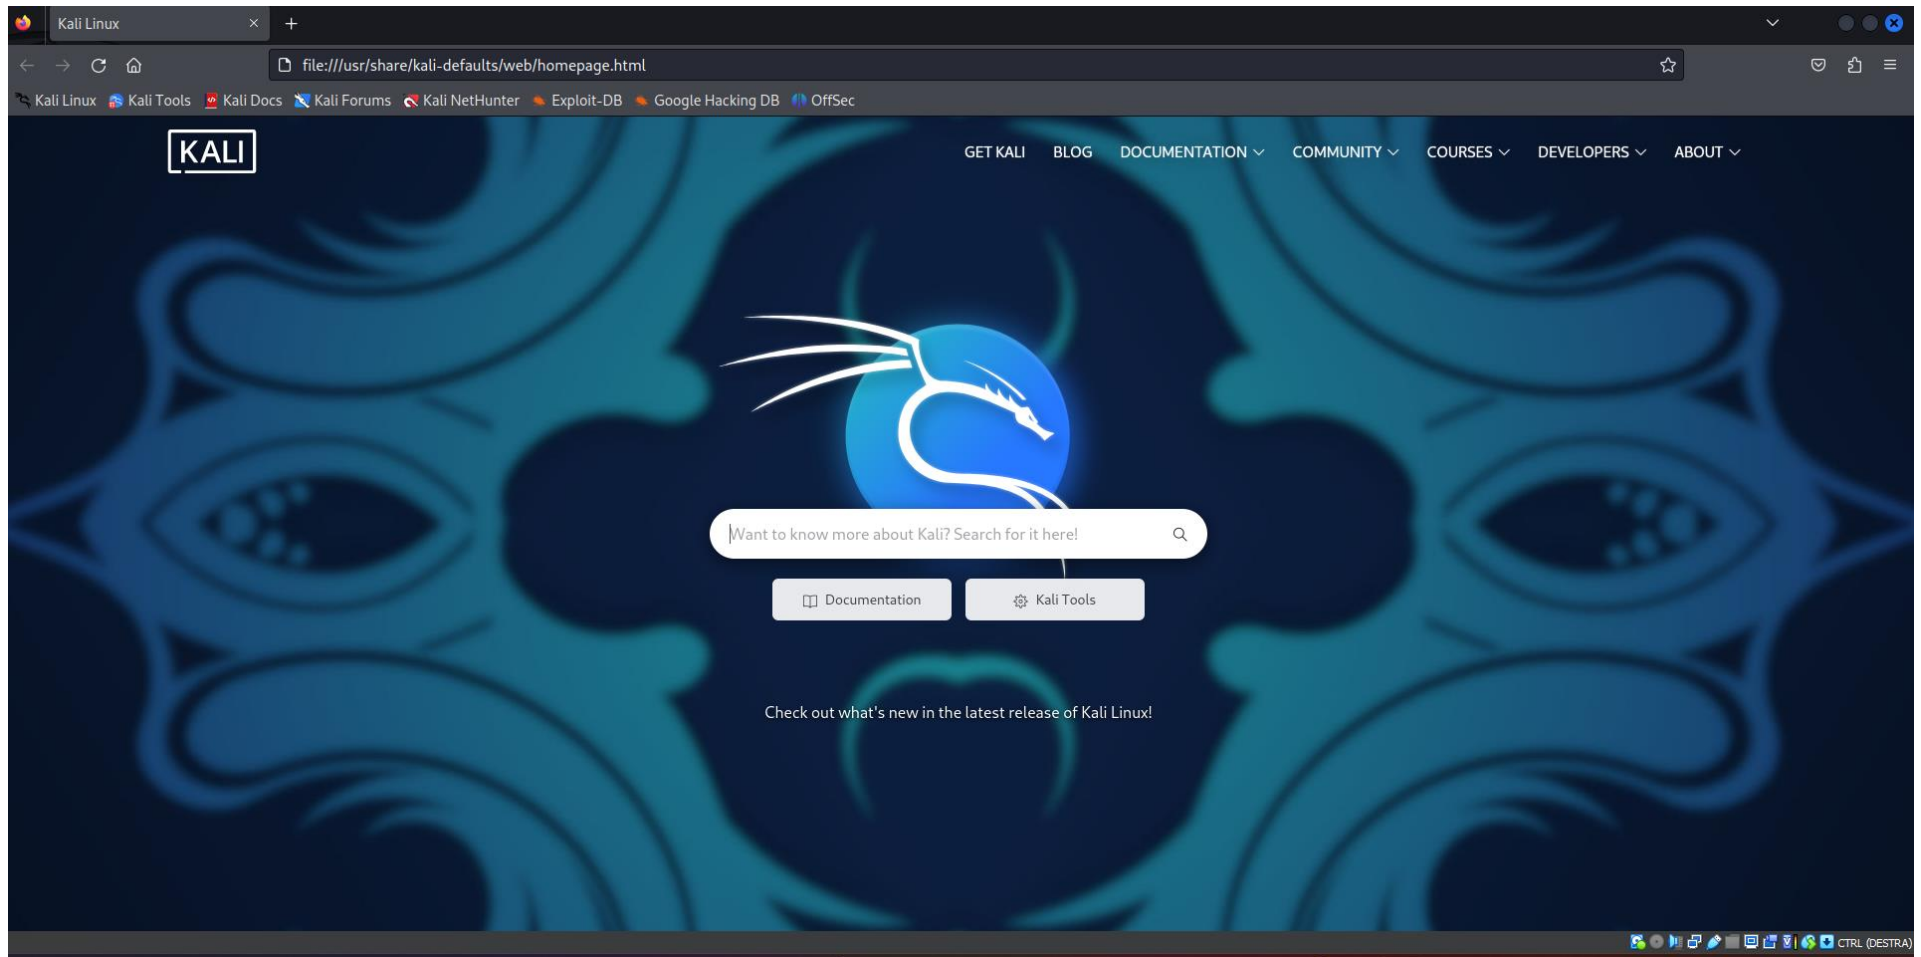 Kali Linux
file:///usr/share/kali-defaults/web/homepage.html
Kali Linux Kali Tools Kali Docs Kali Forums Kali NetHunter Exploit-DB Google Hacking DB OffSec
KALI GET KALI BLOG DOCUMENTATION COMMUNITY COURSES DEVELOPERS ABOUT
Want to know more about Kali? Search for it here!
Documentation Kali Tools
Check out what's new in the latest release of Kali Linux!
CTRL (DESTRA)